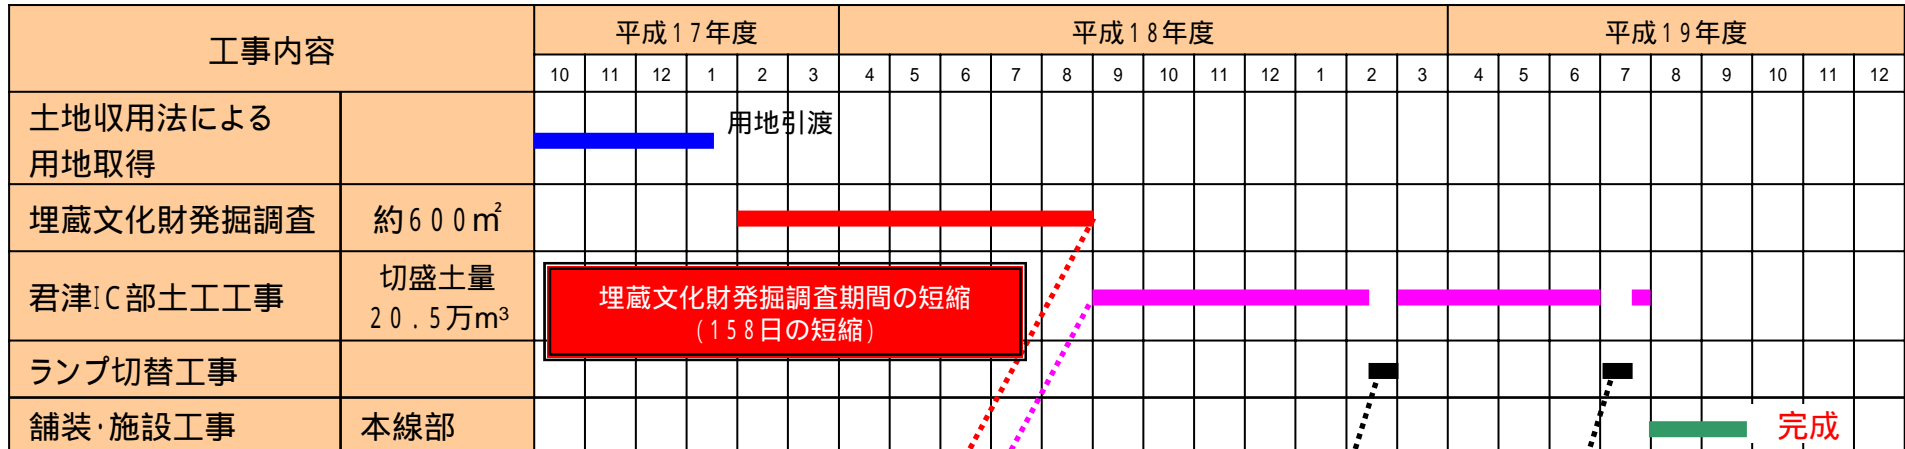 工事内容
平成17年度
平成18年度
平成19年度
10 11 12 1 2 3 4 5 6 7 8 9 10 11 12 1 2 3 4 5 6 7 8 9 10 11 12
土地収用法による
用地取得
用地引渡
埋蔵文化財発掘調査
約600㎡
君津IC部土工工事
切盛土量
20.5万m³
埋蔵文化財発掘調査期間の短縮
(158日の短縮)
ランプ切替工事
舗装・施設工事
本線部
完成